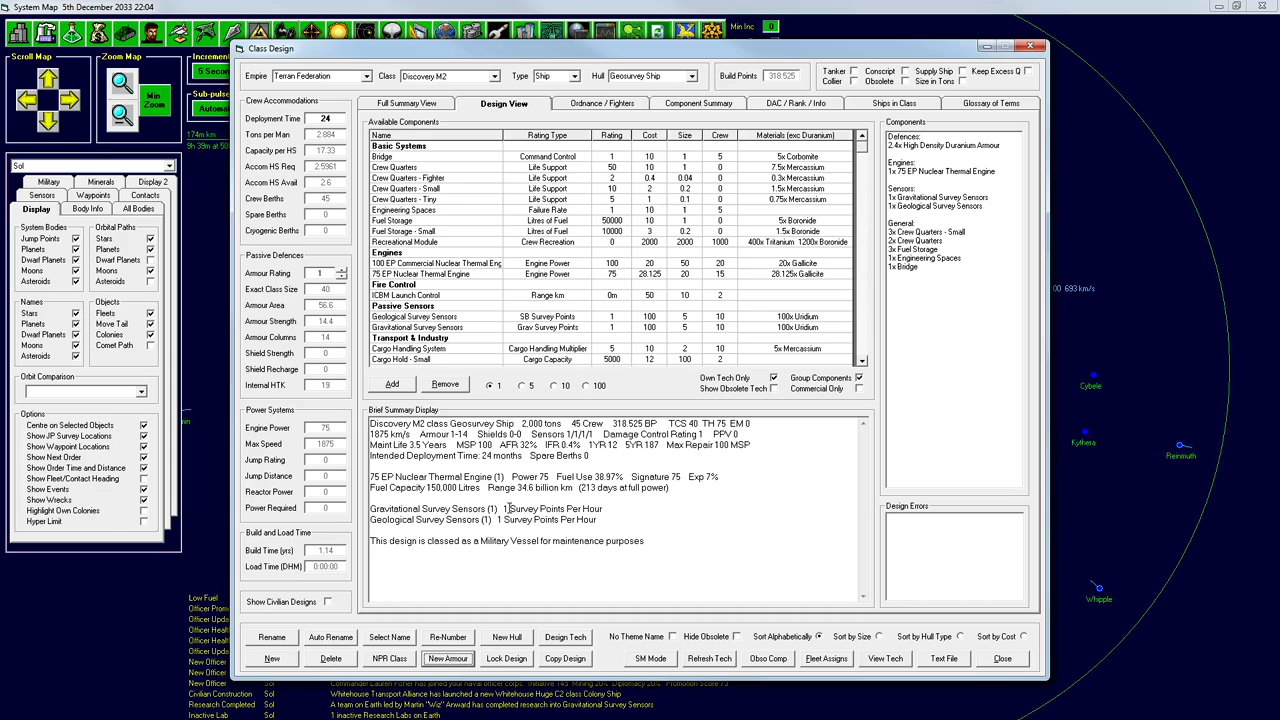 System Map  5th December 2033 22:04
Min Inc 0
Scroll Map
Zoom Map
Min Zoom
174m km
Sol
Military Minerals Display 2
Sensors Waypoints Contacts
Display Body Info All Bodies
System Bodies Orbital Paths
Jump Points Stars
Planets Planets
Dwarf Planets Dwarf Planets
Moons Moons
Asteroids Asteroids
Names Objects
Stars Fleets
Planets Move Tail
Dwarf Planets Colonies
Moons Comet Path
Asteroids
Orbit Comparison
Options
Centre on Selected Objects
Show JP Survey Locations
Show Waypoint Locations
Show Next Order
Show Order Time and Distance
Show Fleet/Contact Heading
Show Events
Show Wrecks
Highlight Own Colonies
Hyper Limit
Class Design
Empire Terran Federation Class Discovery M2 Type Ship Hull Geosurvey Ship Build Points 318.525
Tanker Conscript Supply Ship Keep Excess Q
Collier Obsolete Size in Tons
Crew Accommodations
Deployment Time 24
Tons per Man 2.884
Capacity per HS 17.33
Accom HS Req 2.5961
Accom HS Avail 2.6
Crew Berths 45
Spare Berths 0
Cryogenic Berths 0
Passive Defences
Armour Rating 1
Exact Class Size 40
Armour Area 56.6
Armour Strength 14.4
Armour Columns 14
Shield Strength 0
Shield Recharge 0
Internal HTK 19
Power Systems
Engine Power 75
Max Speed 1875
Jump Rating 0
Jump Distance 0
Reactor Power 0
Power Required 0
Build and Load Time
Build Time (yrs) 1.14
Load Time (DHM) 0:00:00
Show Civilian Designs
Full Summary View Design View Ordnance / Fighters Component Summary DAC / Rank / Info Ships in Class Glossary of Terms
Available Components
Name Rating Type Rating Cost Size Crew Materials (exc Duranium)
Basic Systems
Bridge Command Control 1 10 1 5 5x Corbomite
Crew Quarters Life Support 50 10 1 0 7.5x Mercassium
Crew Quarters - Fighter Life Support 2 0.4 0.04 0 0.3x Mercassium
Crew Quarters - Small Life Support 10 2 0.2 0 1.5x Mercassium
Crew Quarters - Tiny Life Support 5 1 0.1 0 0.75x Mercassium
Engineering Spaces Failure Rate 1 10 1 5 5x Boronide
Fuel Storage Litres of Fuel 50000 10 1 0 7.5x Boronide
Fuel Storage - Small Litres of Fuel 10000 3 0.2 0 1.5x Boronide
Recreational Module Crew Recreation 0 2000 2000 1000 400x Tritanium 1200x Boronide
Engines
100 EP Commercial Nuclear Thermal Eng Engine Power 100 20 50 20 20x Gallicite
75 EP Nuclear Thermal Engine Engine Power 75 28.125 20 15 28.125x Gallicite
Fire Control
ICBM Launch Control Range km 0m 50 10 2
Passive Sensors
Geological Survey Sensors SB Survey Points 1 100 5 10 100x Uridium
Gravitational Survey Sensors Grav Survey Points 1 100 5 10 100x Uridium
Transport & Industry
Cargo Handling System Cargo Handling Multiplier 5 10 2 10 5x Mercassium
Cargo Hold - Small Cargo Capacity 5000 12 100 2
Add Remove 1 5 10 100
Own Tech Only Group Components
Show Obsolete Tech Commercial Only
Brief Summary Display
Discovery M2 class Geosurvey Ship    2,000 tons    45 Crew    318.525 BP    TCS 40  TH 75  EM 0
1875 km/s    Armour 1-14    Shields 0-0    Sensors 1/1/1/1    Damage Control Rating 1    PPV 0
Maint Life 3.5 Years    MSP 100    AFR 32%    IFR 0.4%    1YR 12    5YR 187    Max Repair 100 MSP
Intended Deployment Time: 24 months    Spare Berths 0
75 EP Nuclear Thermal Engine (1)    Power 75    Fuel Use 38.97%    Signature 75    Exp 7%
Fuel Capacity 150,000 Litres    Range 34.6 billion km   (213 days at full power)
Gravitational Survey Sensors (1)   1 Survey Points Per Hour
Geological Survey Sensors (1)   1 Survey Points Per Hour
This design is classed as a Military Vessel for maintenance purposes
Components
Defences:
2.4x High Density Duranium Armour
Engines:
1x 75 EP Nuclear Thermal Engine
Sensors:
1x Gravitational Survey Sensors
1x Geological Survey Sensors
General:
3x Crew Quarters - Small
2x Crew Quarters
3x Fuel Storage
1x Engineering Spaces
1x Bridge
Design Errors
Rename Auto Rename Select Name Re-Number New Hull Design Tech
No Theme Name Hide Obsolete Sort Alphabetically Sort by Size Sort by Hull Type Sort by Cost
New Delete NPR Class New Armour Lock Design Copy Design SM Mode Refresh Tech Obso Comp Fleet Assigns View Tech Text File Close
00 693 km/s
Cybele
Kythera
Reinmuth
Whipple
Low Fuel
Civilian Construction Sol Whitehouse Transport Alliance has launched a new Whitehouse Huge C2 class Colony Ship
Research Completed Sol A team on Earth led by Martin "Wiz" Anward has completed research into Gravitational Survey Sensors
Inactive Lab Sol 1 inactive Research Labs on Earth